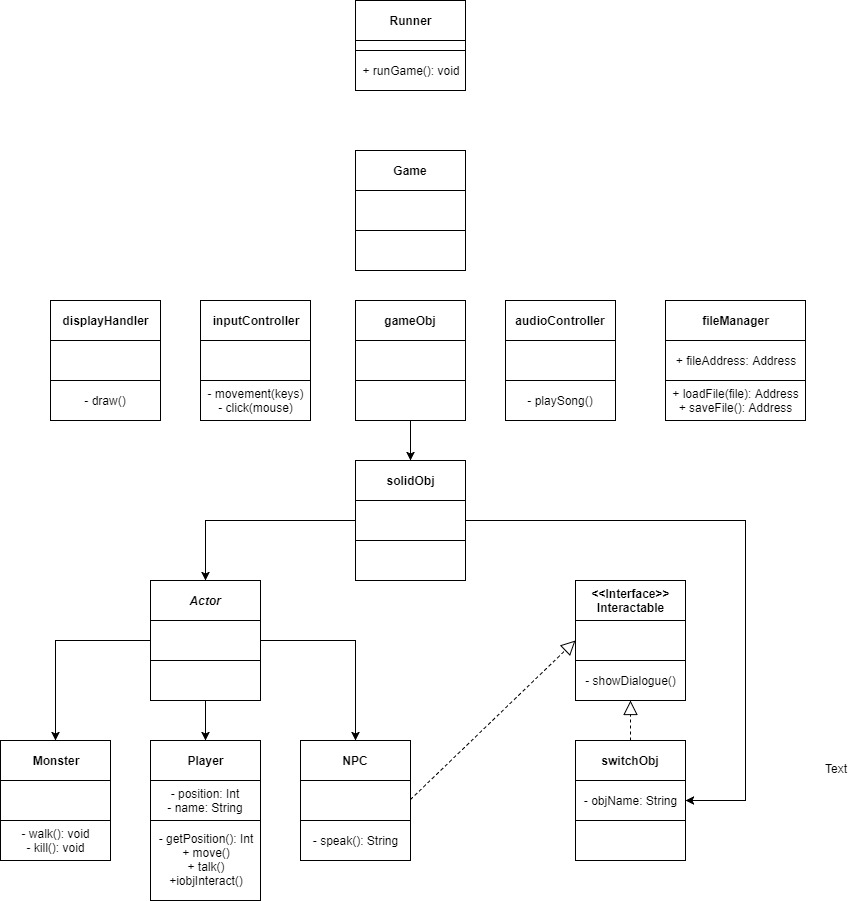 Runner
+ runGame(): void
Game
displayHandler
- draw()
inputController
- movement(keys)
- click(mouse)
gameObj
audioController
- playSong()
fileManager
+ fileAddress: Address
+ loadFile(file): Address
+ saveFile(): Address
solidObj
Actor
<<Interface>>
Interactable
- showDialogue()
Monster
- walk(): void
- kill(): void
Player
- position: Int
- name: String
- getPosition(): Int
+ move()
+ talk()
+iobjInteract()
NPC
- speak(): String
switchObj
- objName: String
Text